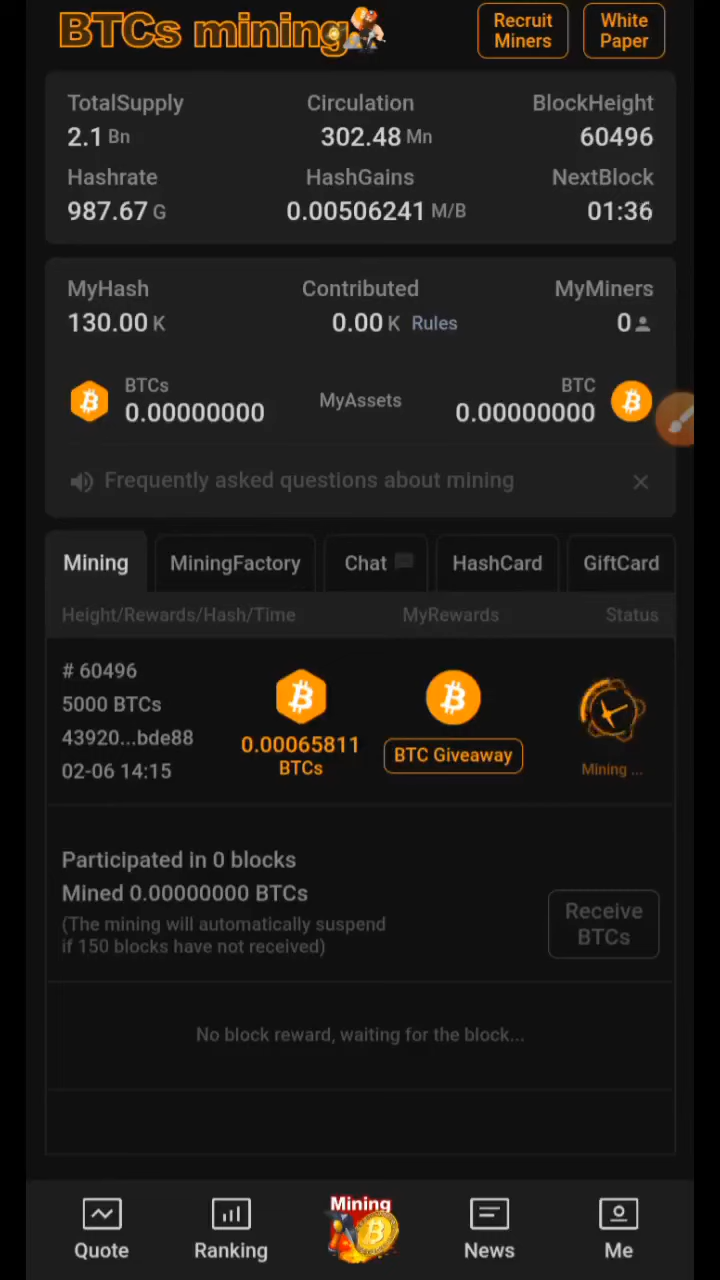 BTCs mining
Recruit Miners
White Paper
TotalSupply Circulation BlockHeight
2.1 Bn 302.48 Mn 60496
Hashrate HashGains NextBlock
987.67 G 0.00506241 M/B 01:36
MyHash Contributed MyMiners
130.00 K 0.00 K Rules 0
BTCs MyAssets BTC
0.00000000 0.00000000
Frequently asked questions about mining
Mining MiningFactory Chat HashCard GiftCard
Height/Rewards/Hash/Time MyRewards Status
# 60496
5000 BTCs
43920...bde88
02-06 14:15
0.00065811
BTCs
BTC Giveaway
Mining ...
Participated in 0 blocks
Mined 0.00000000 BTCs
(The mining will automatically suspend
if 150 blocks have not received)
Receive
BTCs
No block reward, waiting for the block...
Mining
Quote Ranking News Me